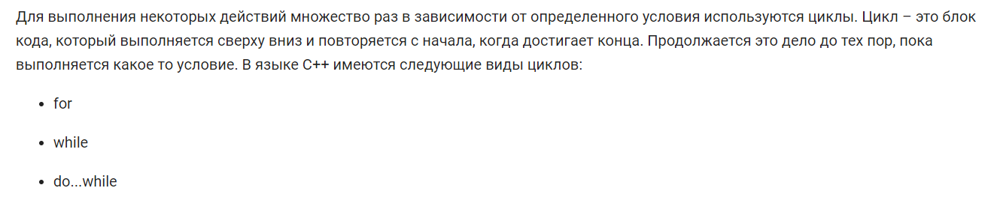 Для выполнения некоторых действий множество раз в зависимости от определенного условия используются циклы. Цикл – это блок
кода, который выполняется сверху вниз и повторяется с начала, когда достигает конца. Продолжается это дело до тех пор, пока
выполняется какое то условие. В языке C++ имеются следующие виды циклов:
• for
• while
• do...while